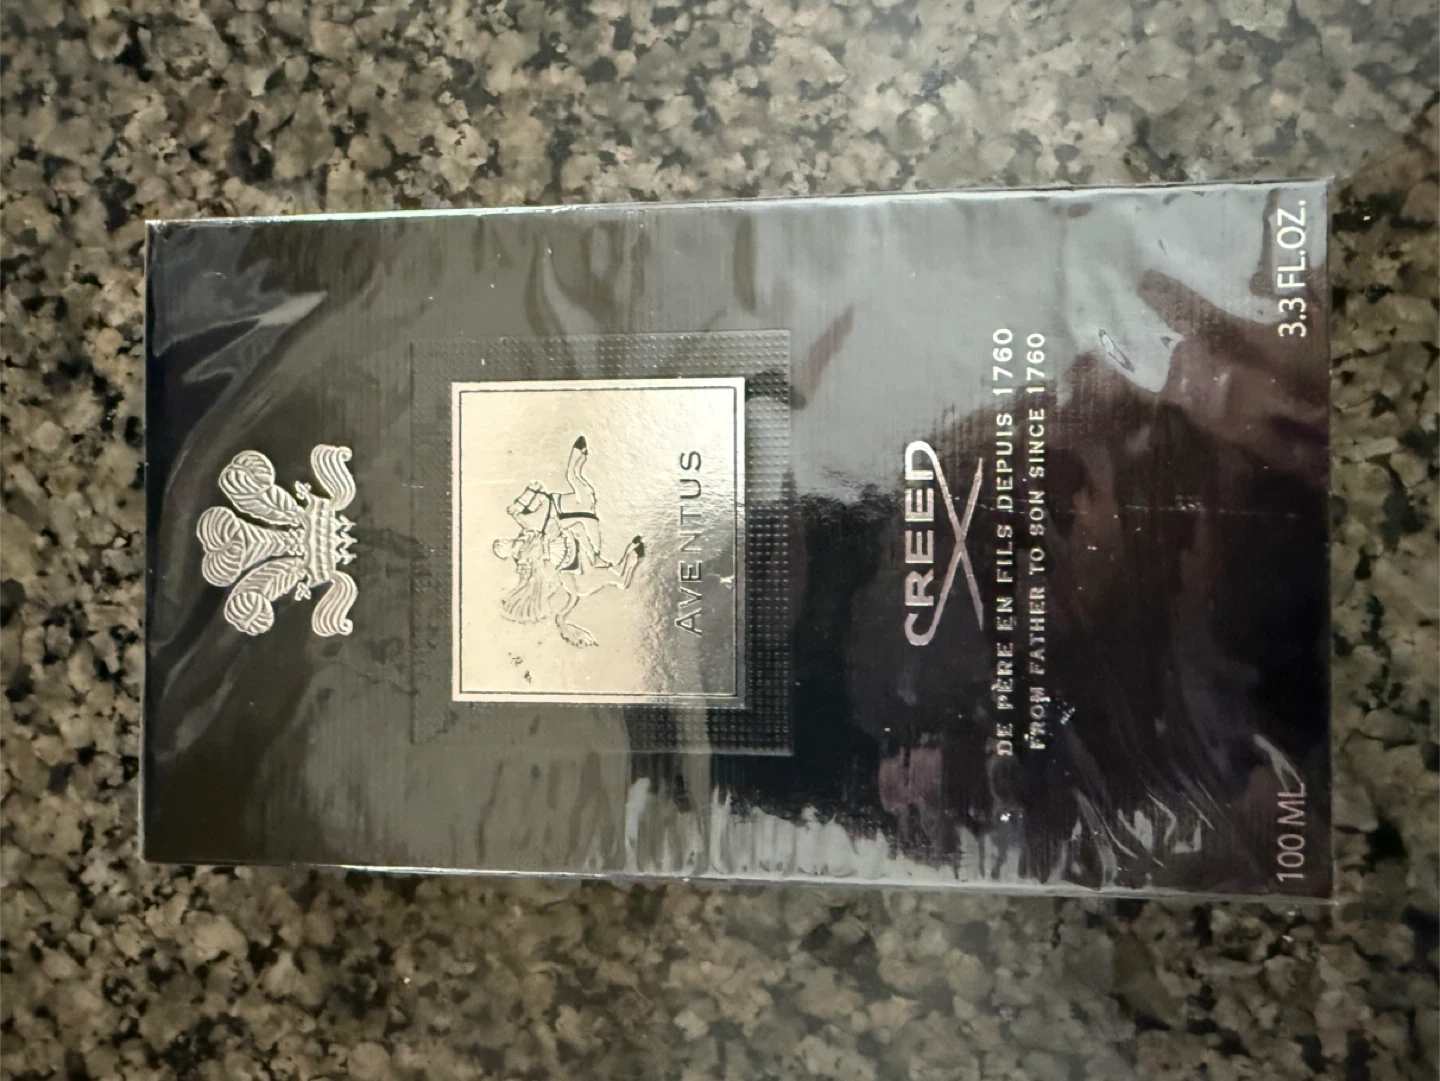 AVENTUS
CREED
DE PÈRE EN FILS DEPUIS 1760
FROM FATHER TO SON SINCE 1760
100 ML 3.3 FL.OZ.